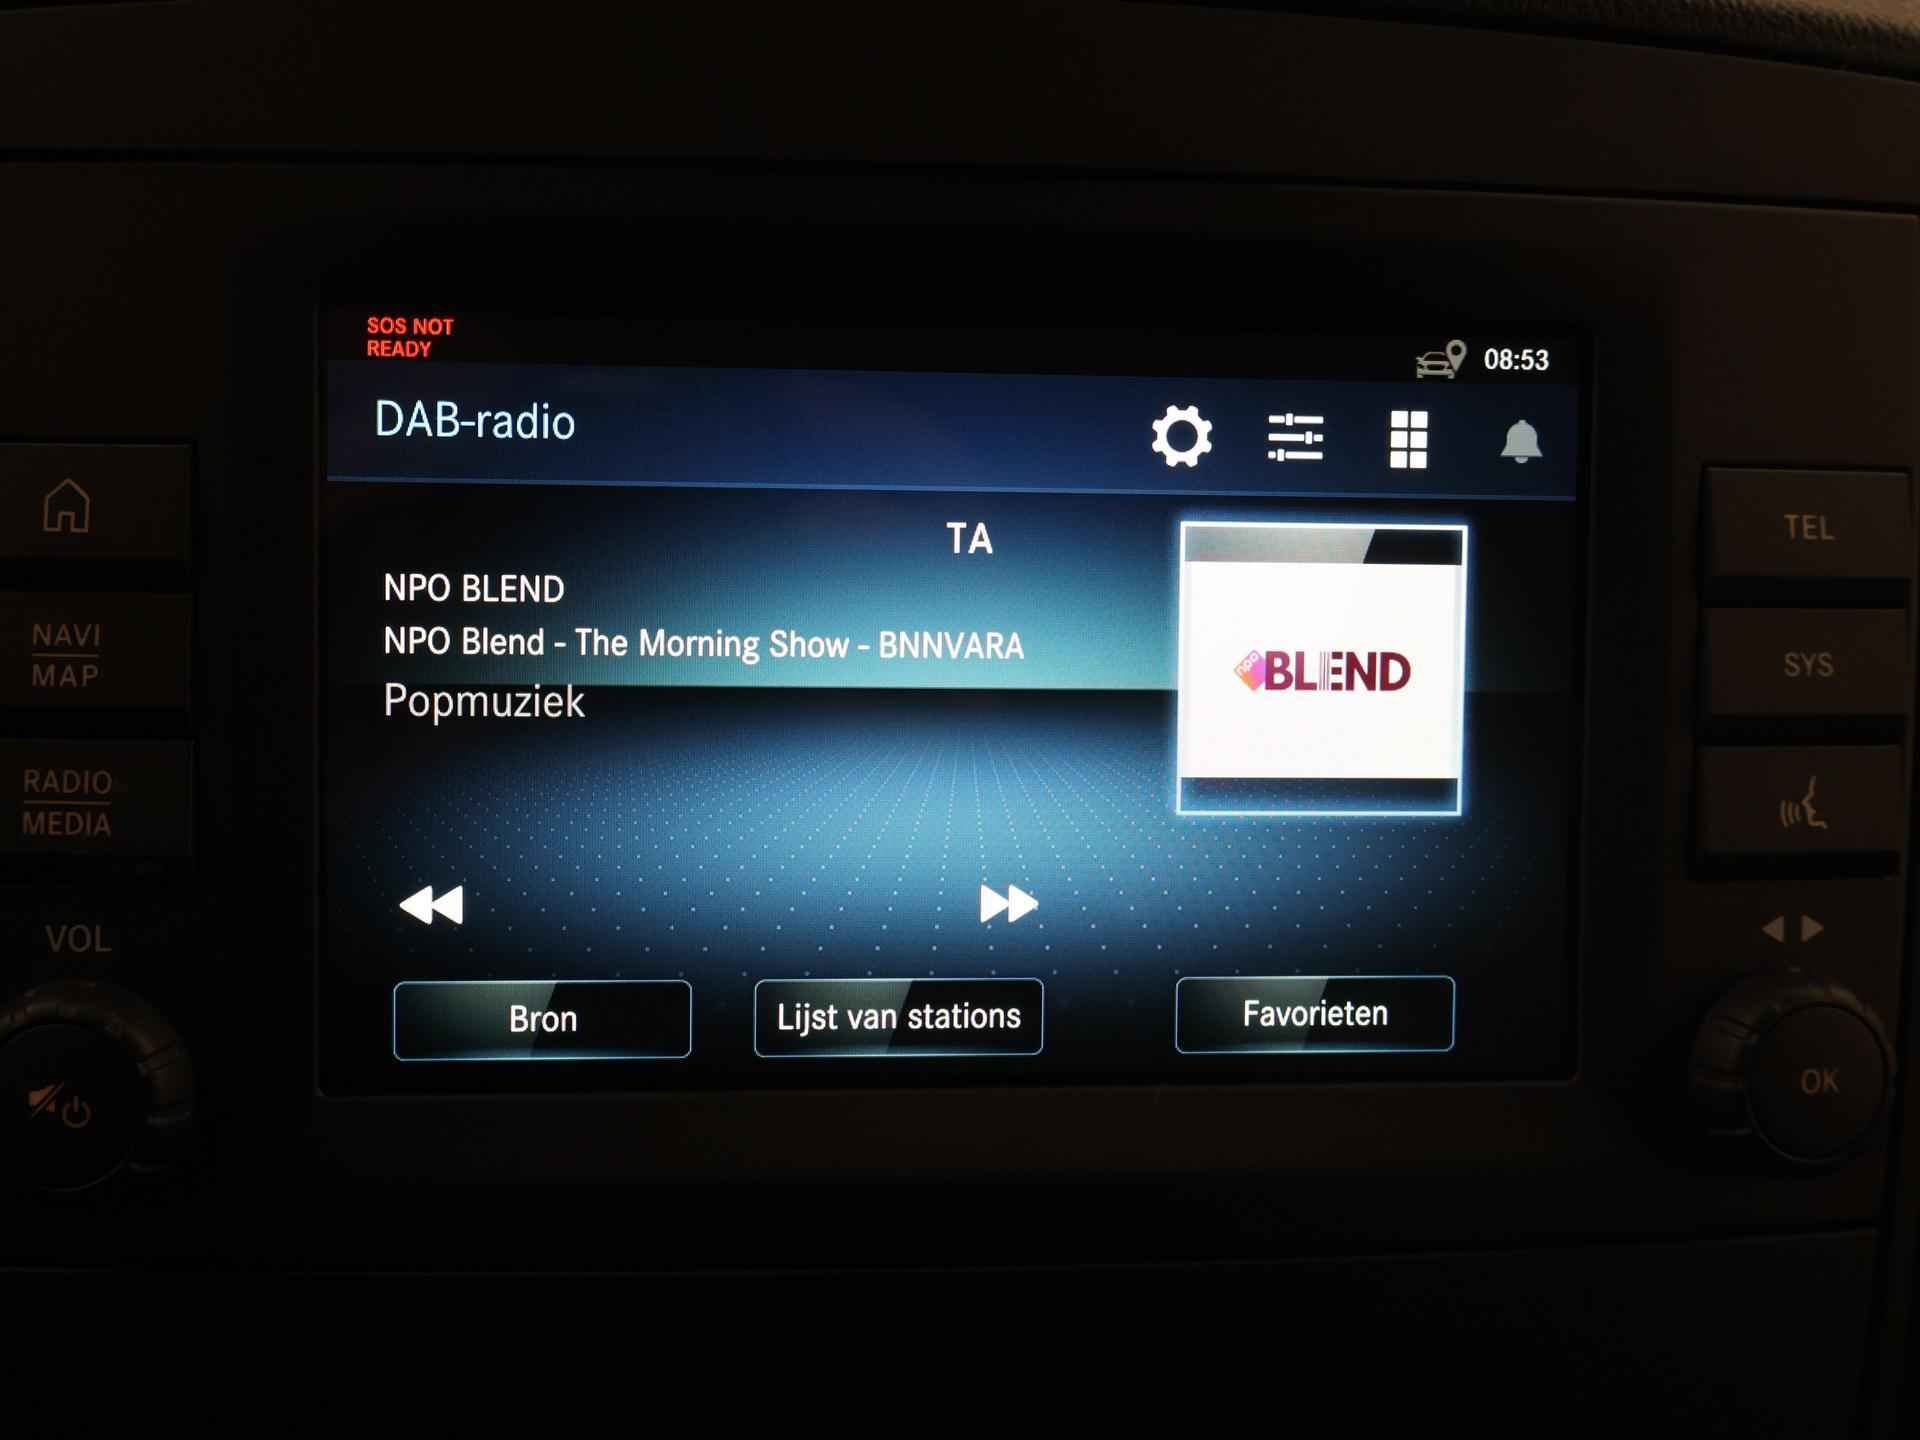 SOS NOT
READY
08:53
DAB-radio
TA
NPO BLEND
NPO Blend - The Morning Show - BNNVARA
Popmuziek
npo BLEND
Bron
Lijst van stations
Favorieten
NAVI
MAP
RADIO
MEDIA
VOL
TEL
SYS
OK